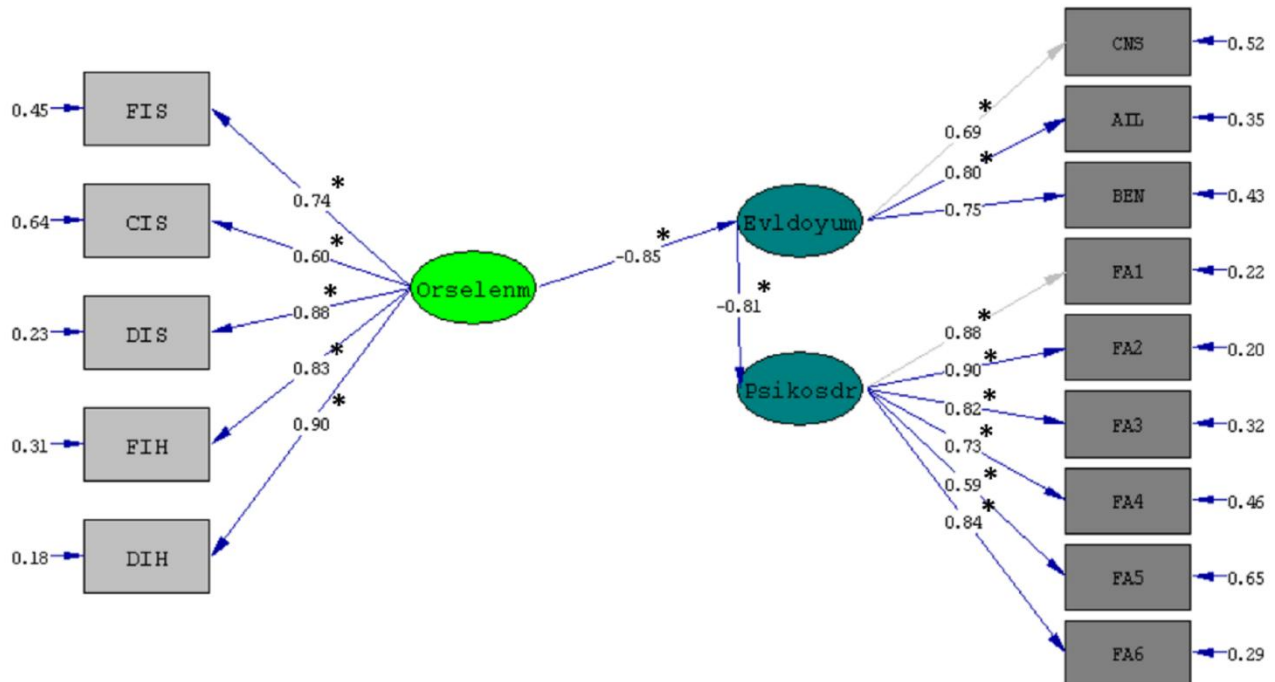 0.45 FIS
0.64 CIS
0.23 DIS
0.31 FIH
0.18 DIH
0.74*
0.60*
0.88*
0.83*
0.90*
Orselenm
-0.85*
Evldoyum
-0.81*
Psikosdr
0.69*
0.80*
0.75
0.88*
0.90*
0.82*
0.73*
0.59*
0.84*
CNS 0.52
AIL 0.35
BEN 0.43
FA1 0.22
FA2 0.20
FA3 0.32
FA4 0.46
FA5 0.65
FA6 0.29